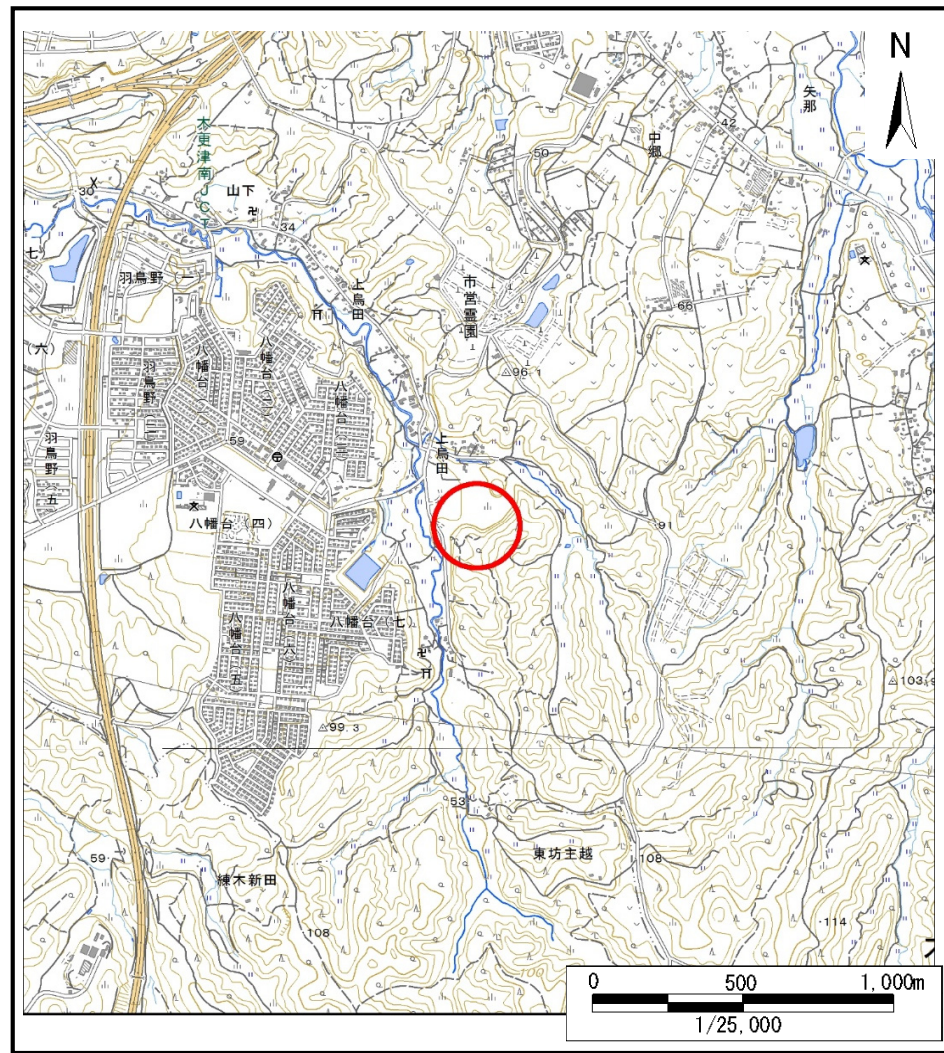 N
木更津南JCT
矢那
中郷
42
50
30
山下
34
七
羽鳥野(一)
上烏田
市営霊園
66
(六)
八幡台(二)
八幡台(三)
羽鳥野(二)
96.1
59
上烏田
羽鳥野(五
91
八幡台(四)
八幡台(六)
八幡台(七)
八幡台(五
103.9
99.3
53
東坊主越
59
108
練木新田
108
114
100
0 500 1,000m
1/25,000